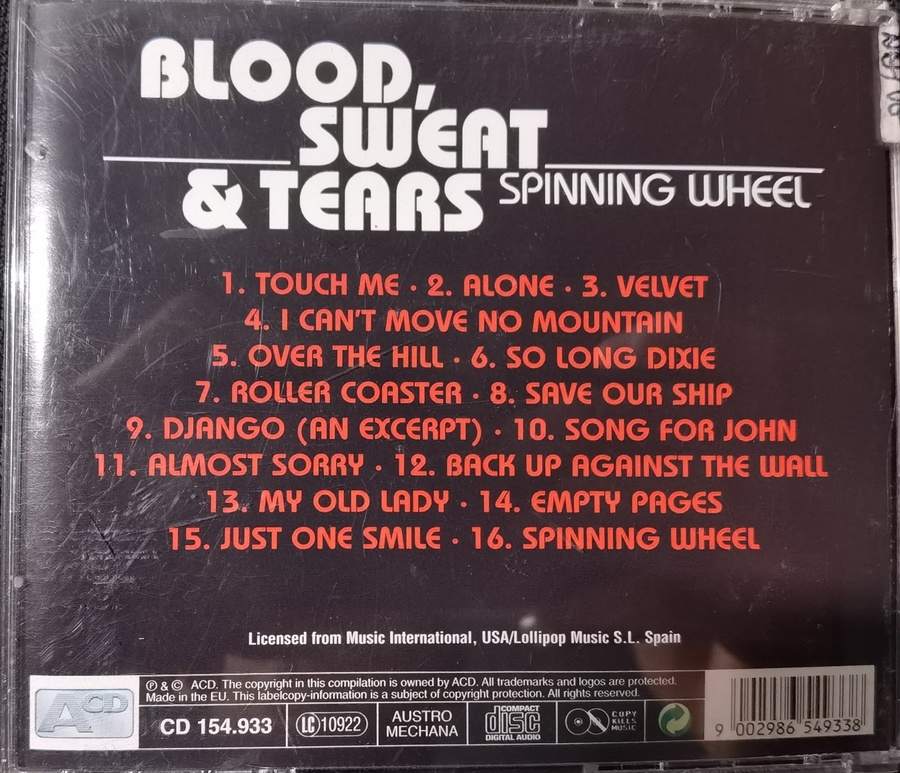 BLOOD,
SWEAT
& TEARS SPINNING WHEEL
1. TOUCH ME · 2. ALONE · 3. VELVET
4. I CAN'T MOVE NO MOUNTAIN
5. OVER THE HILL · 6. SO LONG DIXIE
7. ROLLER COASTER · 8. SAVE OUR SHIP
9. DJANGO (AN EXCERPT) · 10. SONG FOR JOHN
11. ALMOST SORRY · 12. BACK UP AGAINST THE WALL
13. MY OLD LADY · 14. EMPTY PAGES
15. JUST ONE SMILE · 16. SPINNING WHEEL
Licensed from Music International, USA/Lollipop Music S.L. Spain
ACD
℗ & © ACD. The copyright in this compilation is owned by ACD. All trademarks and logos are protected.
Made in the EU. This labelcopy-information is a subject of copyright protection. All rights reserved.
CD 154.933
LC 10922
AUSTRO
MECHANA
COMPACT
disc
DIGITAL AUDIO
COPY
KILLS
MUSIC
9 002986 549338